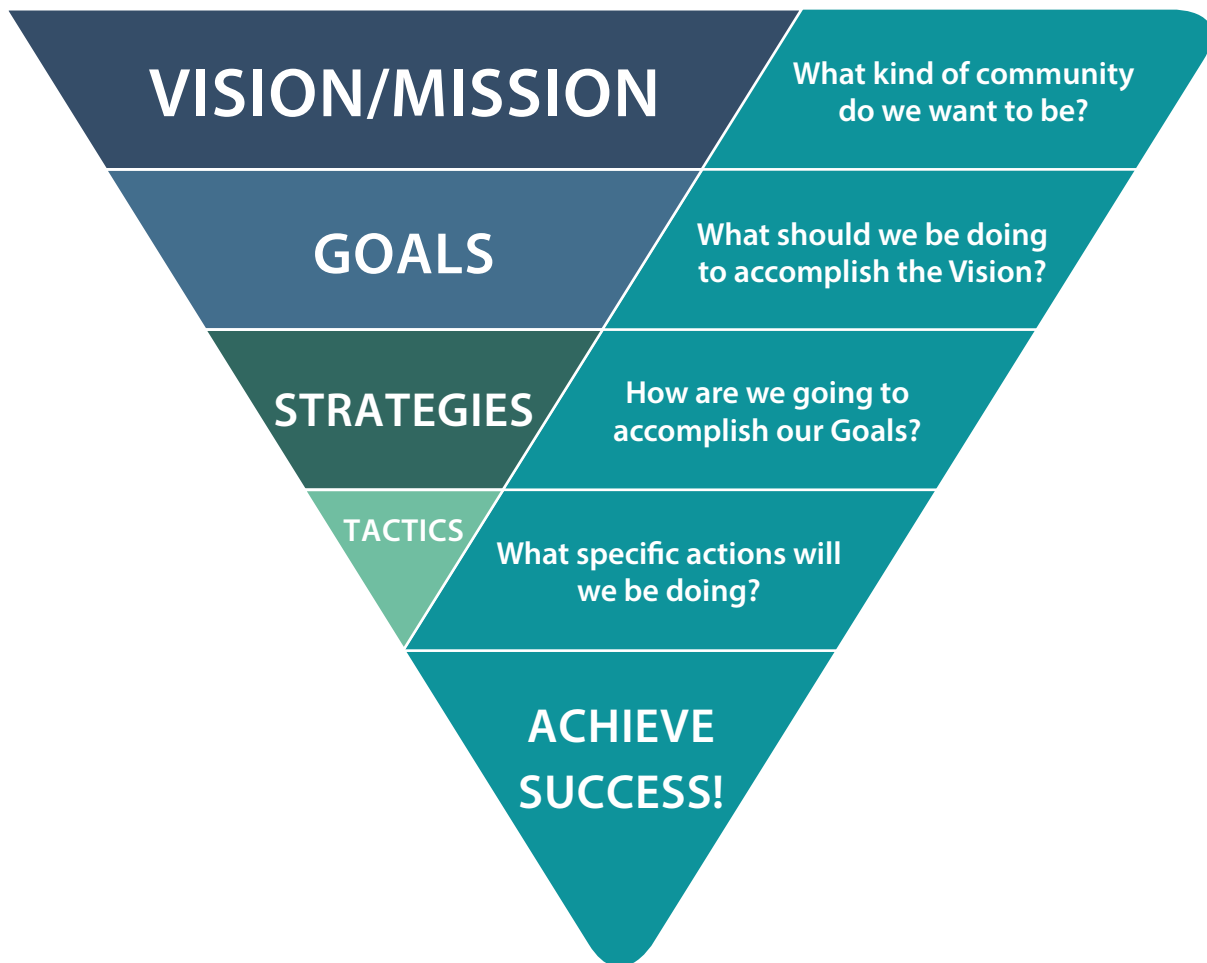 VISION/MISSION
What kind of community
do we want to be?
GOALS
What should we be doing
to accomplish the Vision?
STRATEGIES
How are we going to
accomplish our Goals?
TACTICS
What specific actions will
we be doing?
ACHIEVE
SUCCESS!